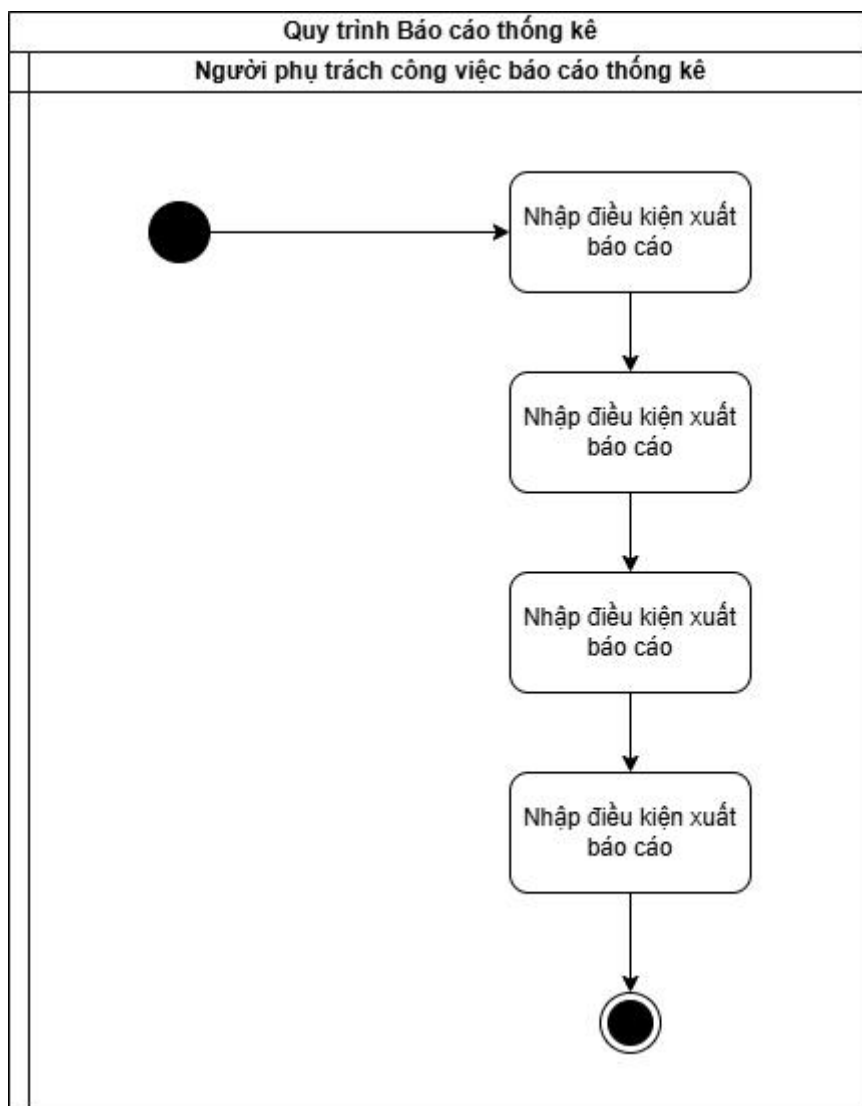 Quy trình Báo cáo thống kê
Người phụ trách công việc báo cáo thống kê
Nhập điều kiện xuất
báo cáo
Nhập điều kiện xuất
báo cáo
Nhập điều kiện xuất
báo cáo
Nhập điều kiện xuất
báo cáo